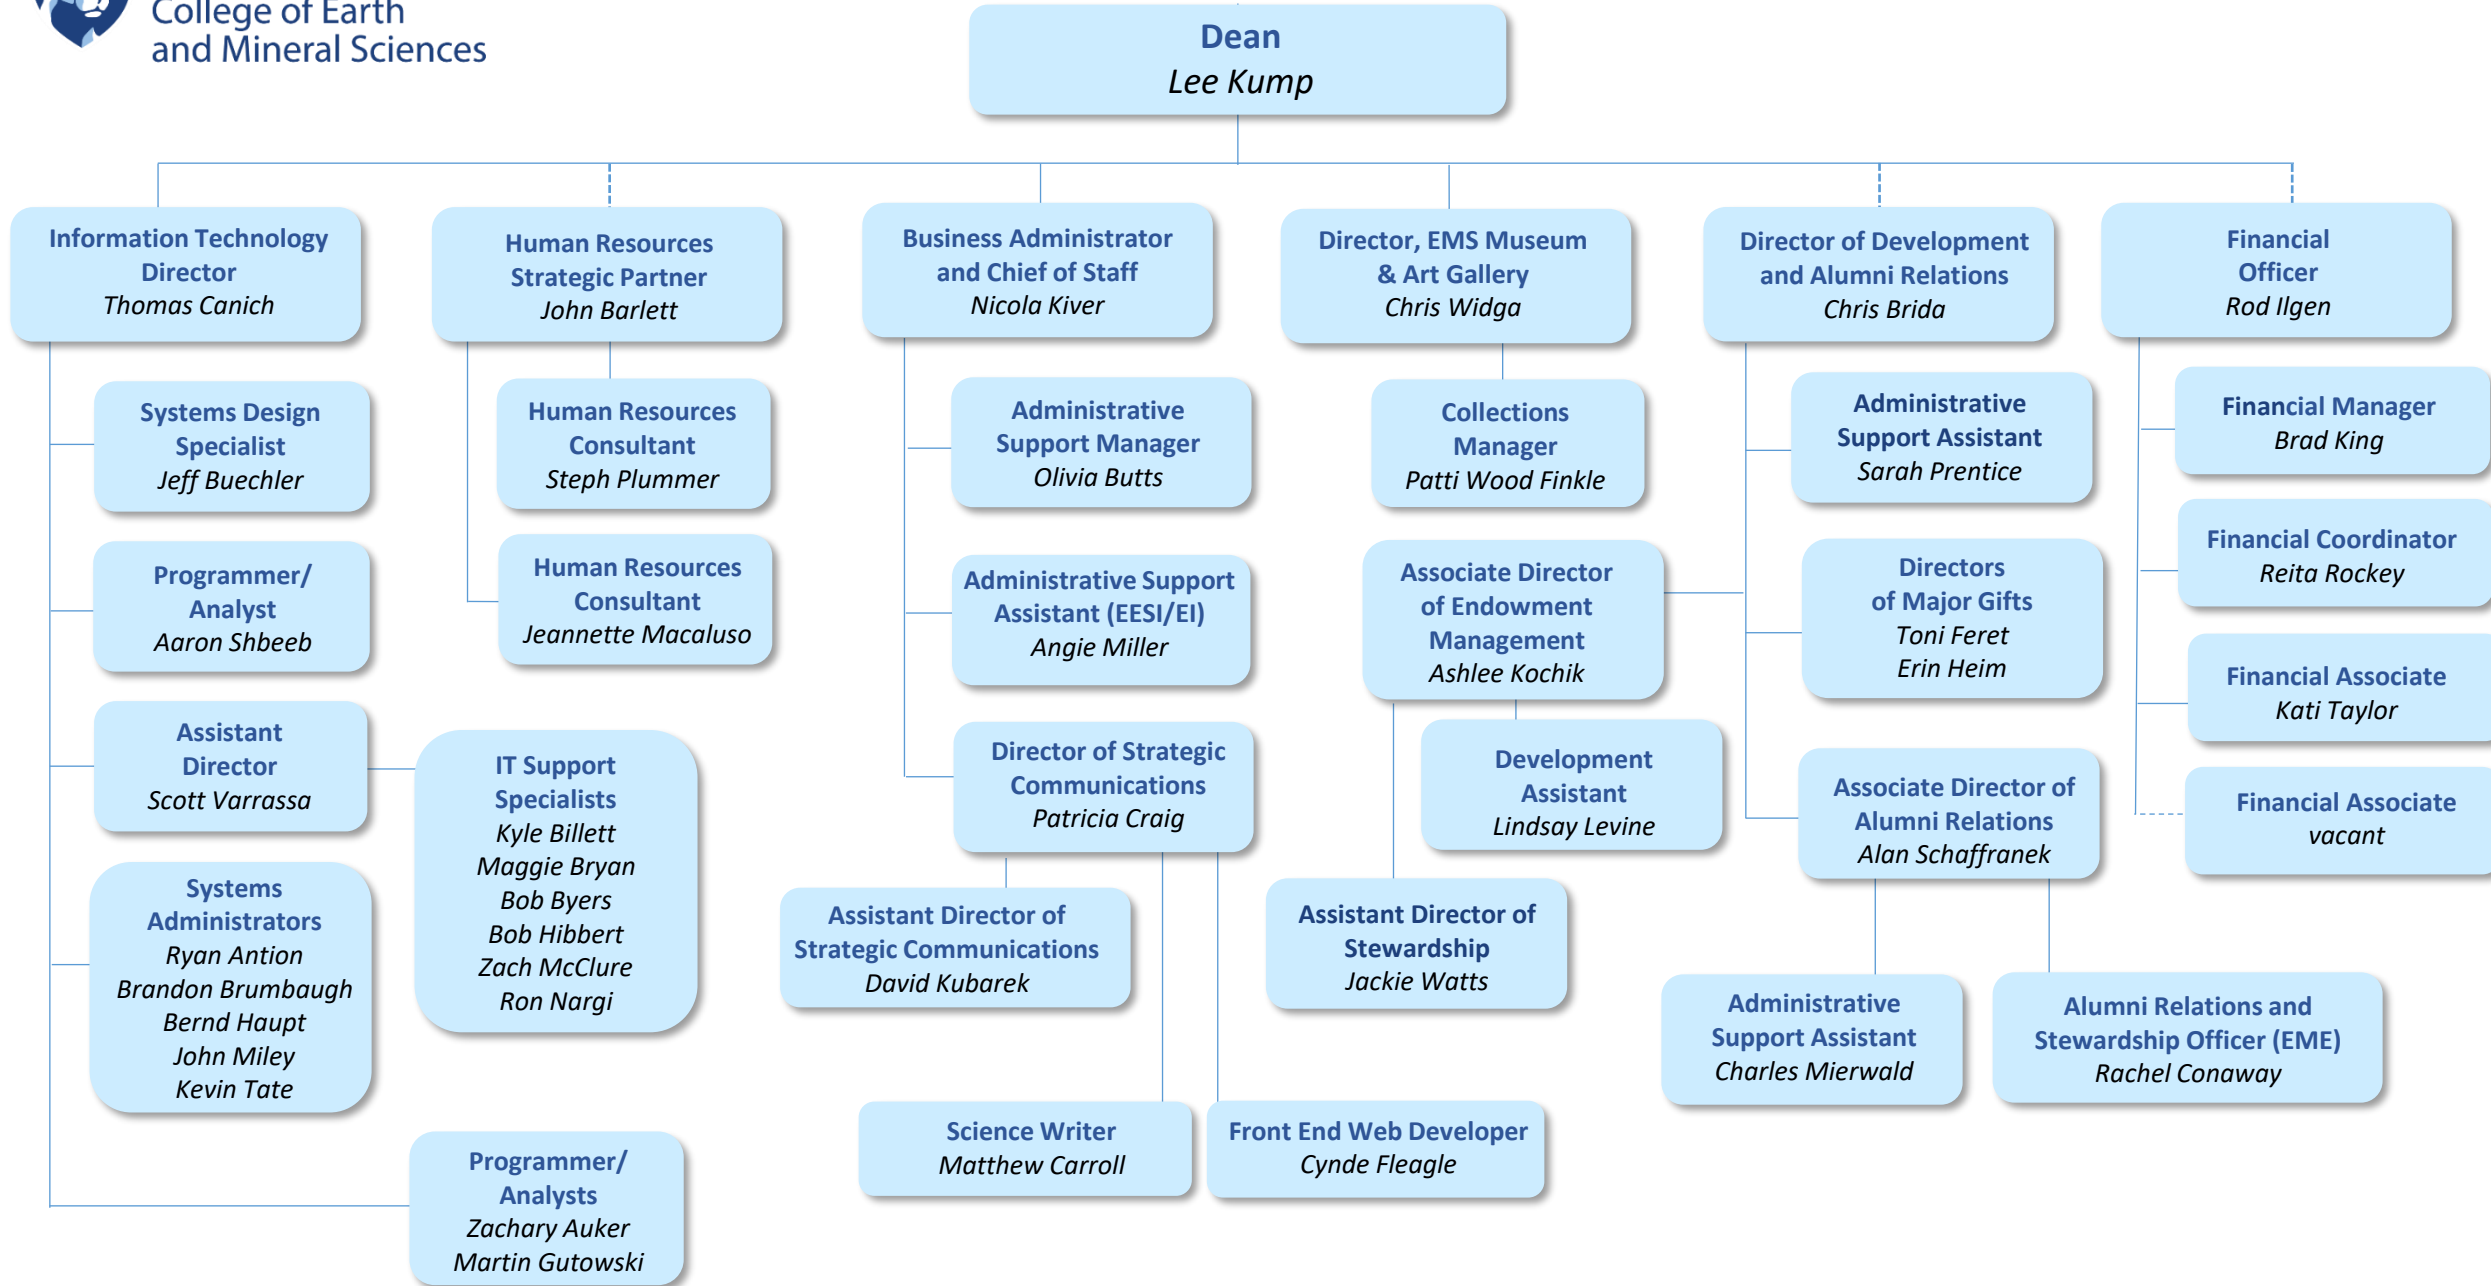 College of Earth
and Mineral Sciences
Dean
Lee Kump
Information Technology
Director
Thomas Canich
Human Resources
Strategic Partner
John Barlett
Business Administrator
and Chief of Staff
Nicola Kiver
Director, EMS Museum
& Art Gallery
Chris Widga
Director of Development
and Alumni Relations
Chris Brida
Financial
Officer
Rod Ilgen
Systems Design
Specialist
Jeff Buechler
Human Resources
Consultant
Steph Plummer
Administrative
Support Manager
Olivia Butts
Collections
Manager
Patti Wood Finkle
Administrative
Support Assistant
Sarah Prentice
Financial Manager
Brad King
Programmer/
Analyst
Aaron Shbeeb
Human Resources
Consultant
Jeannette Macaluso
Administrative Support
Assistant (EESI/EI)
Angie Miller
Associate Director
of Endowment
Management
Ashlee Kochik
Directors
of Major Gifts
Toni Feret
Erin Heim
Financial Coordinator
Reita Rockey
Assistant
Director
Scott Varrassa
IT Support
Specialists
Kyle Billett
Maggie Bryan
Bob Byers
Bob Hibbert
Zach McClure
Ron Nargi
Director of Strategic
Communications
Patricia Craig
Development
Assistant
Lindsay Levine
Associate Director of
Alumni Relations
Alan Schaffranek
Financial Associate
Kati Taylor
Financial Associate
vacant
Systems
Administrators
Ryan Antion
Brandon Brumbaugh
Bernd Haupt
John Miley
Kevin Tate
Assistant Director of
Strategic Communications
David Kubarek
Assistant Director of
Stewardship
Jackie Watts
Administrative
Support Assistant
Charles Mierwald
Alumni Relations and
Stewardship Officer (EME)
Rachel Conaway
Science Writer
Matthew Carroll
Front End Web Developer
Cynde Fleagle
Programmer/
Analysts
Zachary Auker
Martin Gutowski